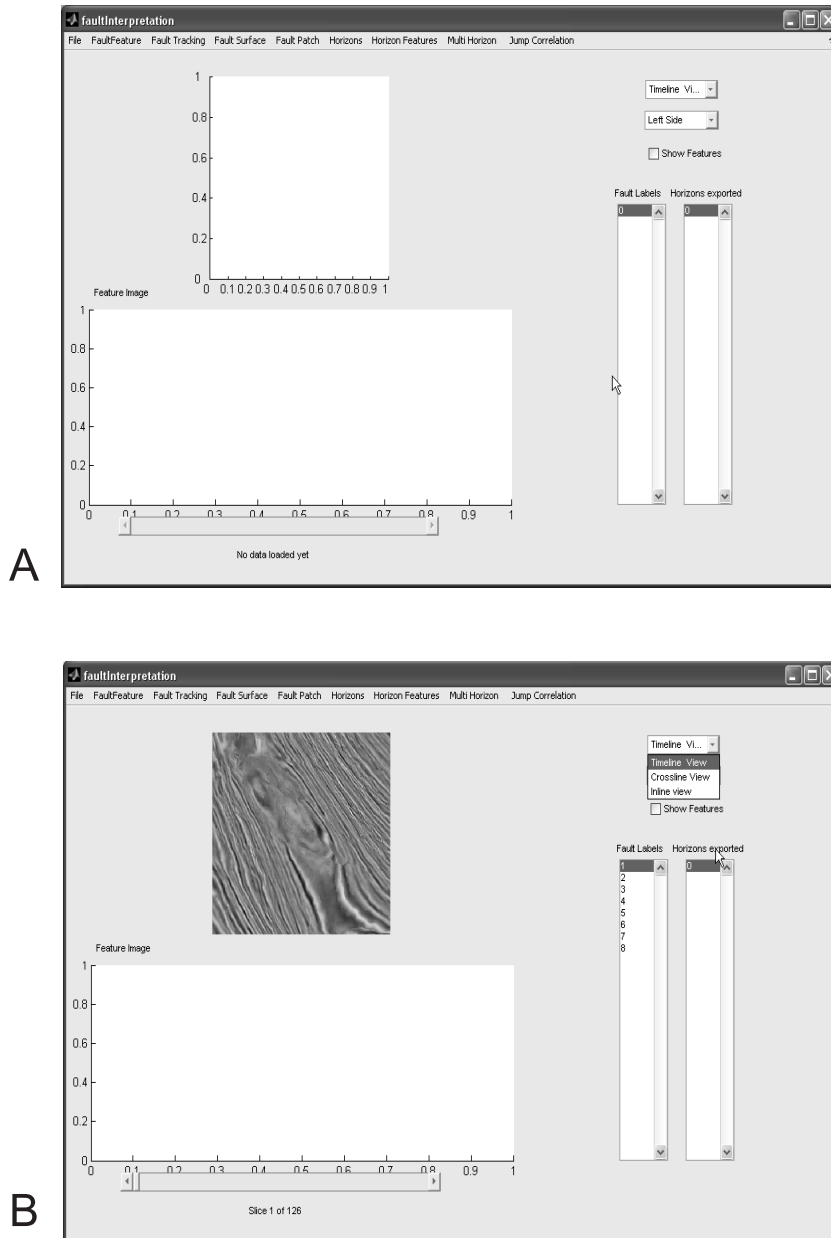 faultInterpretation
File FaultFeature Fault Tracking Fault Surface Fault Patch Horizons Horizon Features Multi Horizon Jump Correlation
1
0.8
0.6
0.4
0.2
0
0 0.1 0.2 0.3 0.4 0.5 0.6 0.7 0.8 0.9 1
Timeline Vi...
Left Side
Show Features
Fault Labels Horizons exported
0 0
Feature Image
1
0.8
0.6
0.4
0.2
0
0 0.1 0.2 0.3 0.4 0.5 0.6 0.7 0.8 0.9 1
No data loaded yet
A
faultInterpretation
File FaultFeature Fault Tracking Fault Surface Fault Patch Horizons Horizon Features Multi Horizon Jump Correlation
Timeline Vi...
Timeline View
Crossline View
Inline view
Show Features
Fault Labels Horizons exported
1 0
2
3
4
5
6
7
8
Feature Image
1
0.8
0.6
0.4
0.2
0
0 0.1 0.2 0.3 0.4 0.5 0.6 0.7 0.8 0.9 1
Slice 1 of 126
B